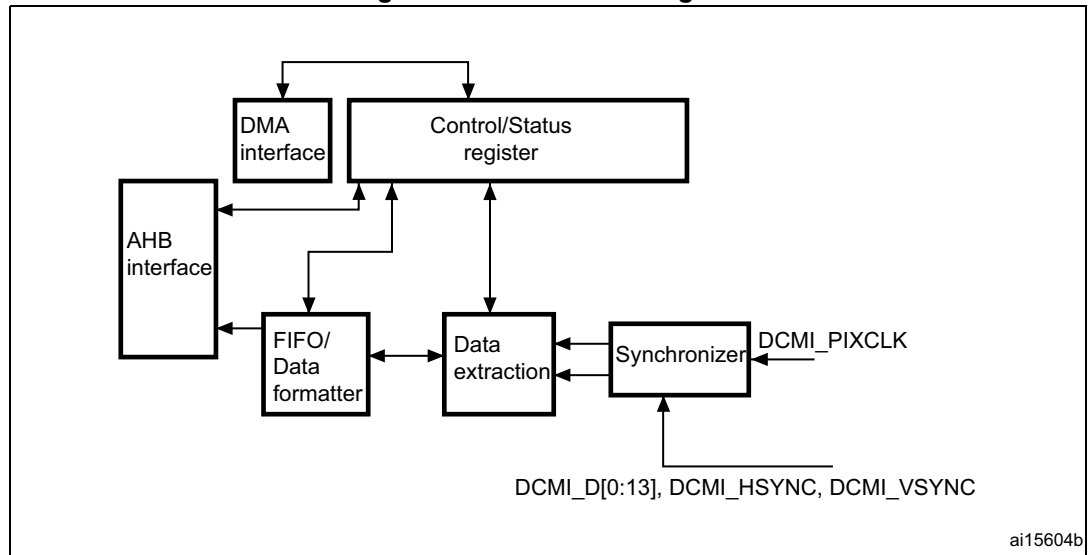 DMA
interface
Control/Status
register
AHB
interface
FIFO/
Data
formatter
Data
extraction
Synchronizer
DCMI_PIXCLK
DCMI_D[0:13], DCMI_HSYNC, DCMI_VSYNC
ai15604b